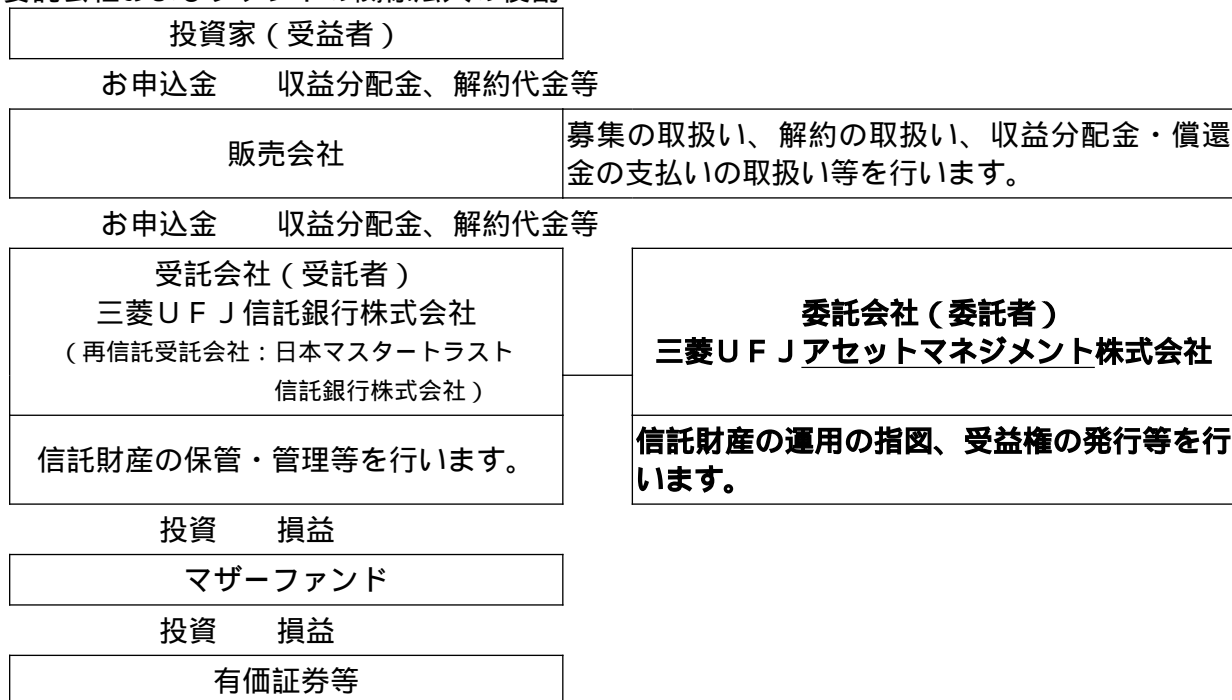 投資家（受益者）
お申込金　収益分配金、解約代金等
販売会社
募集の取扱い、解約の取扱い、収益分配金・償還
金の支払いの取扱い等を行います。
お申込金　収益分配金、解約代金等
受託会社（受託者）
三菱ＵＦＪ信託銀行株式会社
（再信託受託会社：日本マスタートラスト
信託銀行株式会社）
委託会社（委託者）
三菱ＵＦＪアセットマネジメント株式会社
信託財産の保管・管理等を行います。
信託財産の運用の指図、受益権の発行等を行
います。
投資　損益
マザーファンド
投資　損益
有価証券等